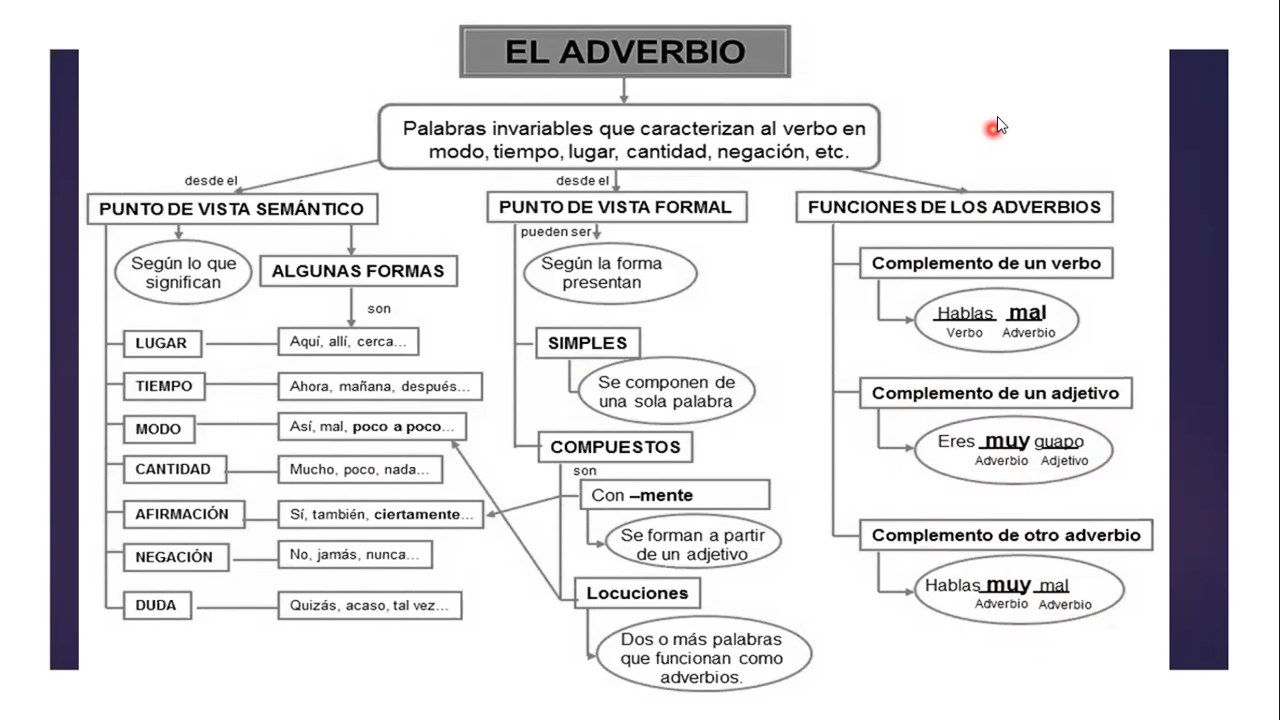 EL ADVERBIO
Palabras invariables que caracterizan al verbo en
modo, tiempo, lugar, cantidad, negación, etc.
desde el
PUNTO DE VISTA SEMÁNTICO
Según lo que
significan
ALGUNAS FORMAS
son
LUGAR
Aquí, allí, cerca...
TIEMPO
Ahora, mañana, después...
MODO
Así, mal, poco a poco...
CANTIDAD
Mucho, poco, nada...
AFIRMACIÓN
Sí, también, ciertamente...
NEGACIÓN
No, jamás, nunca...
DUDA
Quizás, acaso, tal vez...
desde el
PUNTO DE VISTA FORMAL
pueden ser
Según la forma
presentan
SIMPLES
Se componen de
una sola palabra
COMPUESTOS
son
Con –mente
Se forman a partir
de un adjetivo
Locuciones
Dos o más palabras
que funcionan como
adverbios.
FUNCIONES DE LOS ADVERBIOS
Complemento de un verbo
Hablas mal
Verbo Adverbio
Complemento de un adjetivo
Eres muy guapo
Adverbio Adjetivo
Complemento de otro adverbio
Hablas muy mal
Adverbio Adverbio